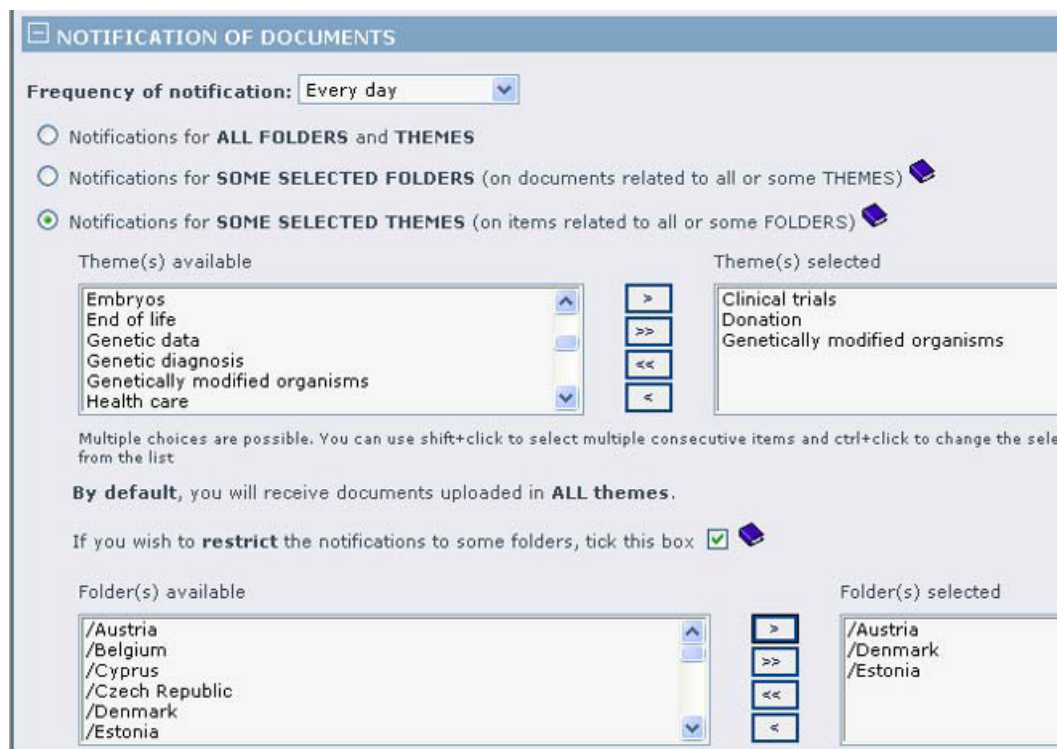 NOTIFICATION OF DOCUMENTS
Frequency of notification: Every day
Notifications for ALL FOLDERS and THEMES
Notifications for SOME SELECTED FOLDERS (on documents related to all or some THEMES)
Notifications for SOME SELECTED THEMES (on items related to all or some FOLDERS)
Theme(s) available
Embryos
End of life
Genetic data
Genetic diagnosis
Genetically modified organisms
Health care
>
>>
<<
<
Theme(s) selected
Clinical trials
Donation
Genetically modified organisms
Multiple choices are possible. You can use shift+click to select multiple consecutive items and ctrl+click to change the sele
from the list
By default, you will receive documents uploaded in ALL themes.
If you wish to restrict the notifications to some folders, tick this box
Folder(s) available
/Austria
/Belgium
/Cyprus
/Czech Republic
/Denmark
/Estonia
>
>>
<<
<
Folder(s) selected
/Austria
/Denmark
/Estonia